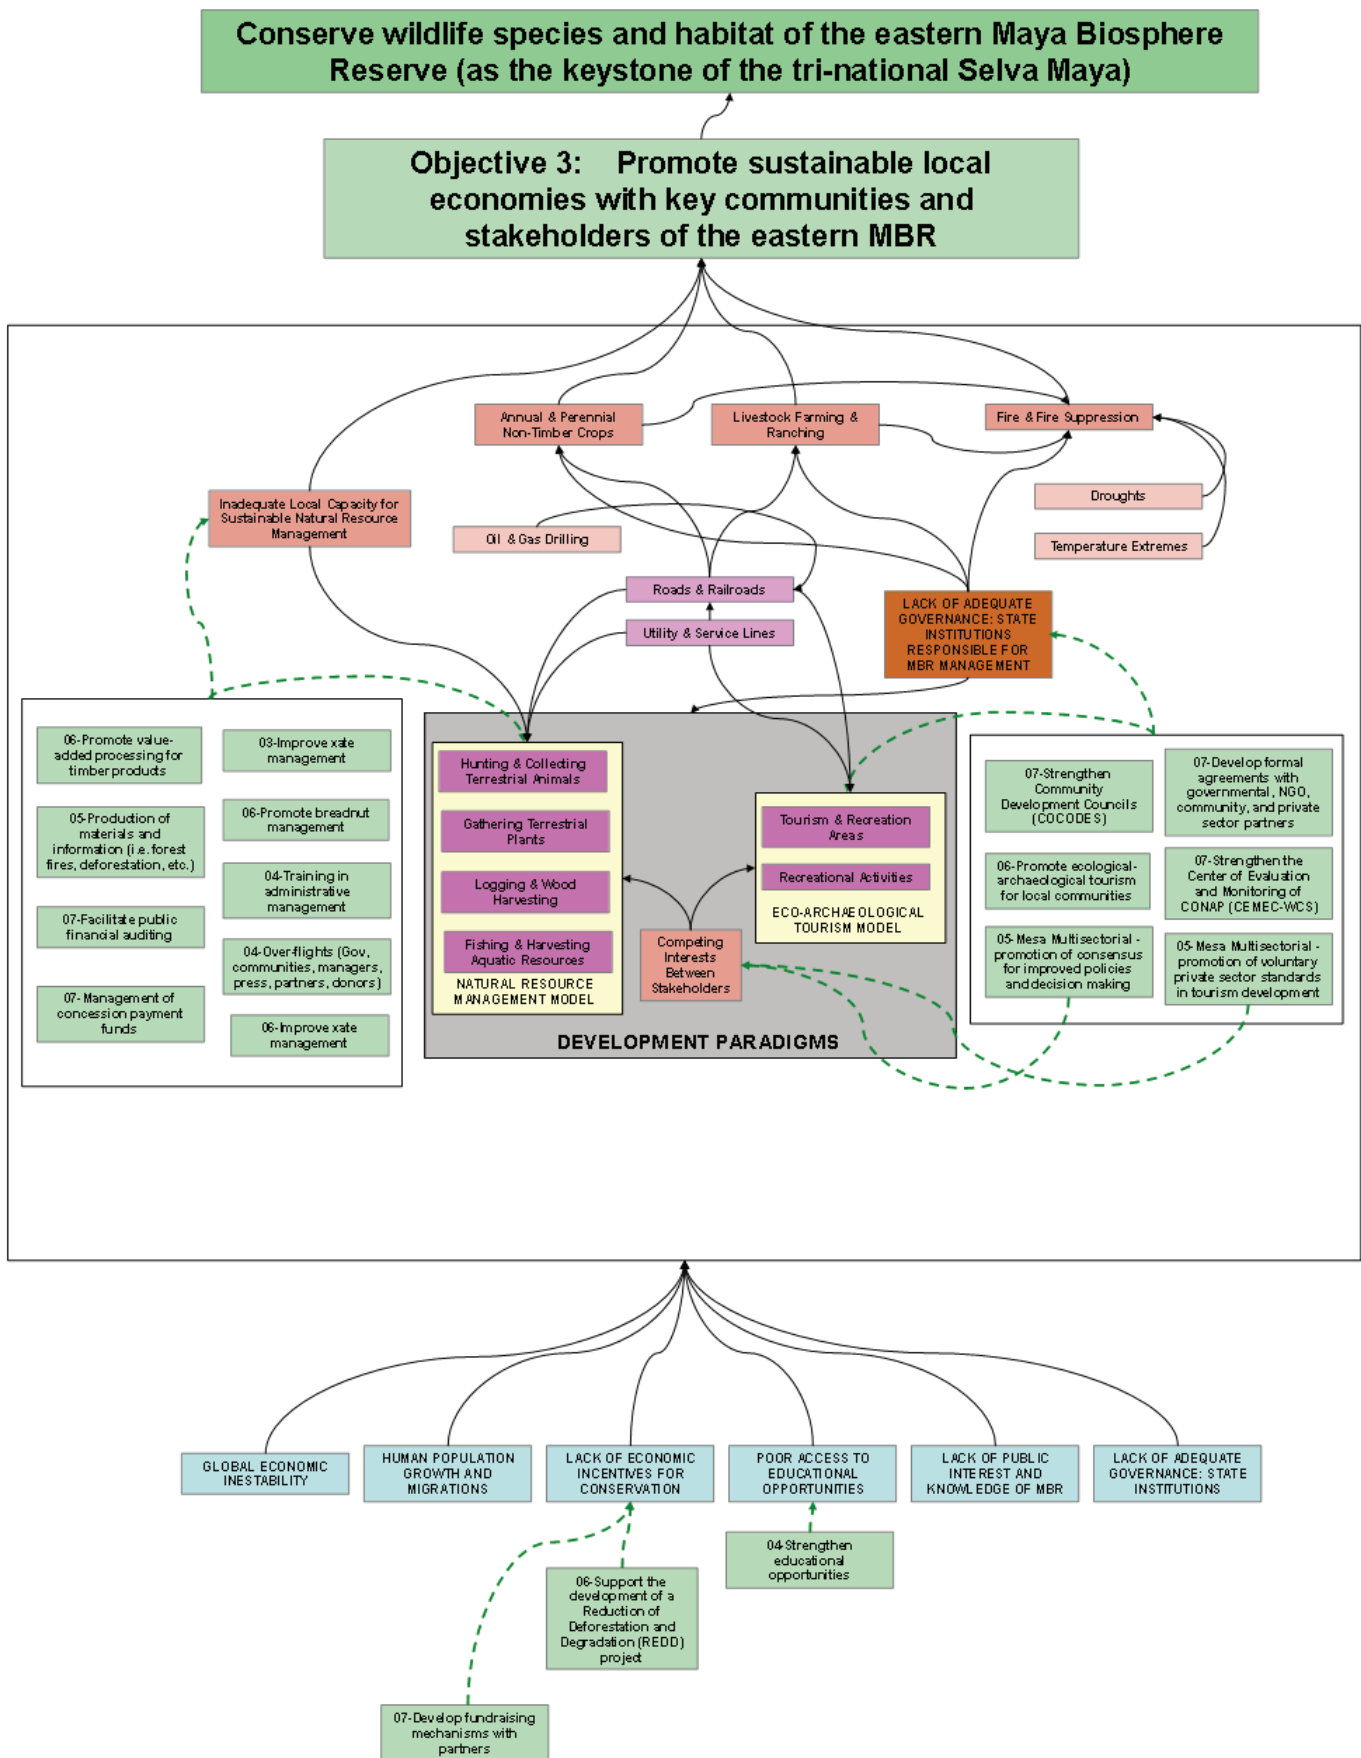 Conserve wildlife species and habitat of the eastern Maya Biosphere
Reserve (as the keystone of the tri-national Selva Maya)
Objective 3: Promote sustainable local
economies with key communities and
stakeholders of the eastern MBR
Annual & Perennial
Non-Timber Crops
Livestock Farming &
Ranching
Fire & Fire Suppression
Inadequate Local Capacity for
Sustainable Natural Resource
Management
Oil & Gas Drilling
Droughts
Temperature Extremes
Roads & Railroads
Utility & Service Lines
LACK OF ADEQUATE
GOVERNANCE: STATE
INSTITUTIONS
RESPONSIBLE FOR
MBR MANAGEMENT
06-Promote value-
added processing for
timber products
03-Improve xate
management
05-Production of
materials and
information (i.e. forest
fires, deforestation, etc.)
06-Promote breadnut
management
04-Training in
administrative
management
07-Facilitate public
financial auditing
04-Overflights (Gov,
communities, managers,
press, partners, donors)
07-Management of
concession payment
funds
06-Improve xate
management
Hunting & Collecting
Terrestrial Animals
Gathering Terrestrial
Plants
Logging & Wood
Harvesting
Fishing & Harvesting
Aquatic Resources
NATURAL RESOURCE
MANAGEMENT MODEL
Competing
Interests
Between
Stakeholders
Tourism & Recreation
Areas
Recreational Activities
ECO-ARCHAEOLOGICAL
TOURISM MODEL
DEVELOPMENT PARADIGMS
07-Strengthen
Community
Development Councils
(COCODES)
07-Develop formal
agreements with
governmental, NGO,
community, and private
sector partners
06-Promote ecological-
archaeological tourism
for local communities
07-Strengthen the
Center of Evaluation
and Monitoring of
CONAP (CEMEC-WCS)
05-Mesa Multisectorial -
promotion of consensus
for improved policies
and decision making
05-Mesa Multisectorial -
promotion of voluntary
private sector standards
in tourism development
GLOBAL ECONOMIC
INESTABILITY
HUMAN POPULATION
GROWTH AND
MIGRATIONS
LACK OF ECONOMIC
INCENTIVES FOR
CONSERVATION
POOR ACCESS TO
EDUCATIONAL
OPPORTUNITIES
LACK OF PUBLIC
INTEREST AND
KNOWLEDGE OF MBR
LACK OF ADEQUATE
GOVERNANCE: STATE
INSTITUTIONS
04-Strengthen
educational
opportunities
06-Support the
development of a
Reduction of
Deforestation and
Degradation (REDD)
project
07-Develop fundraising
mechanisms with
partners